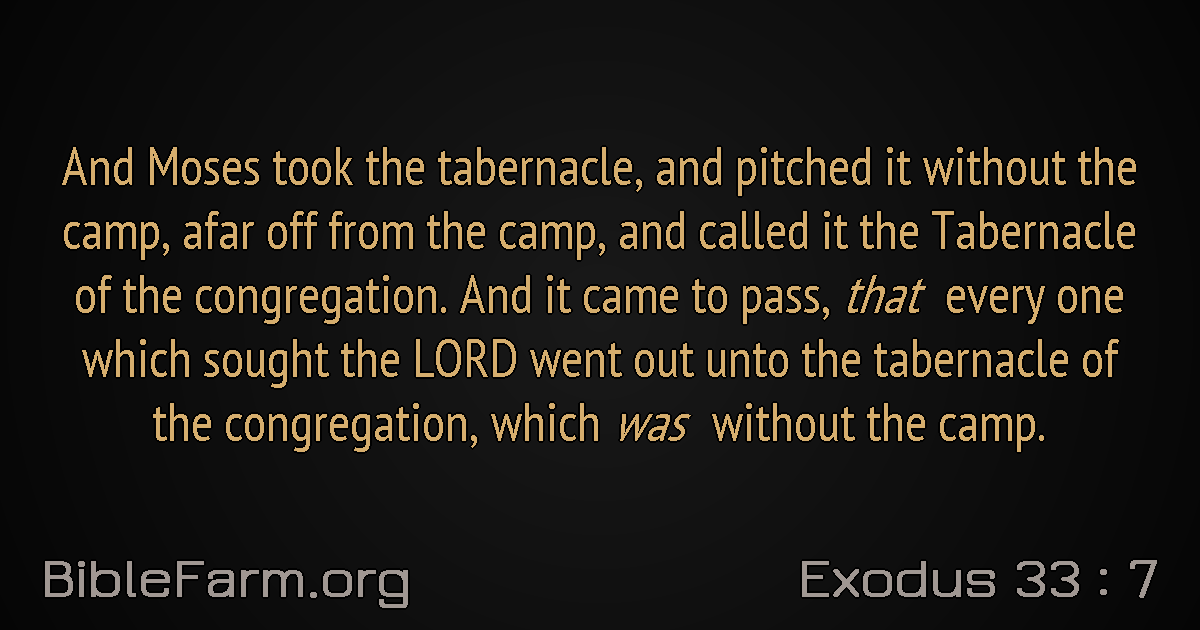 And Moses took the tabernacle, and pitched it without the
camp, afar off from the camp, and called it the Tabernacle
of the congregation. And it came to pass, that every one
which sought the LORD went out unto the tabernacle of
the congregation, which was without the camp.
BibleFarm.org
Exodus 33 : 7